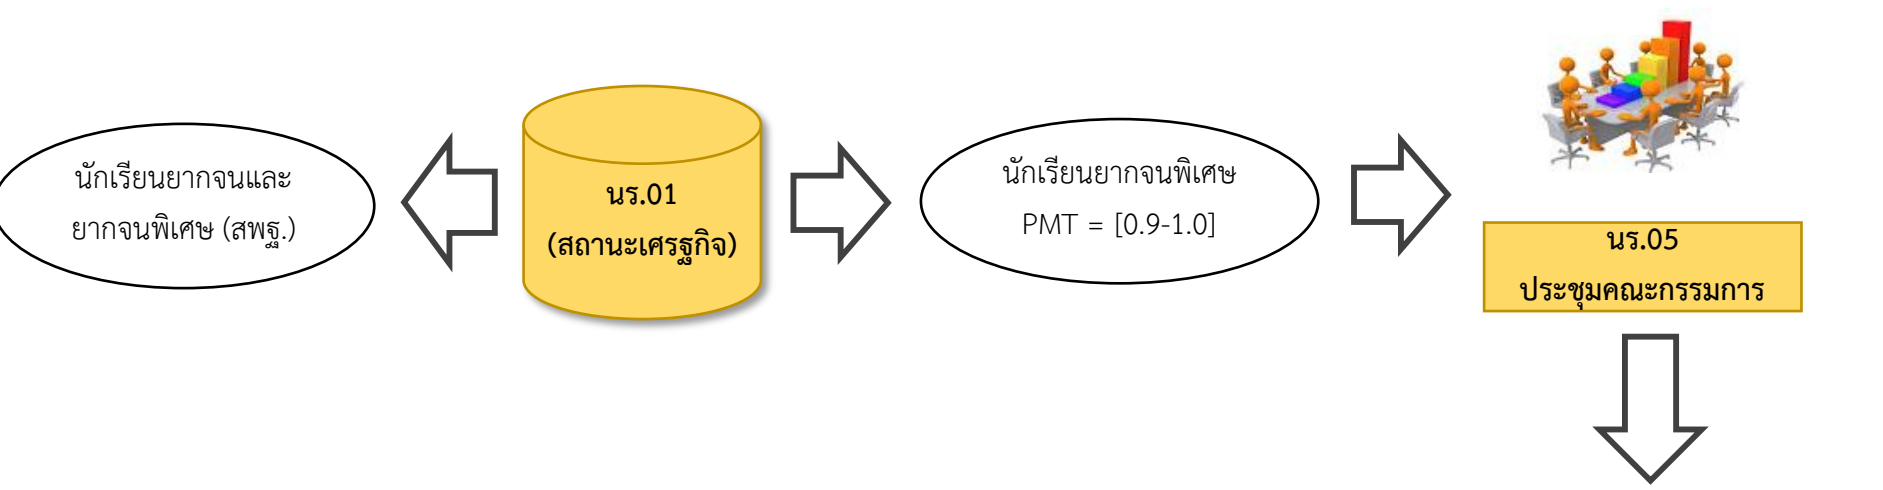 นักเรียนยากจนและ
ยากจนพิเศษ (สพฐ.)
นร.01
(สถานะเศรฐกิจ)
นักเรียนยากจนพิเศษ
PMT = [0.9-1.0]
นร.05
ประชุมคณะกรรมการ